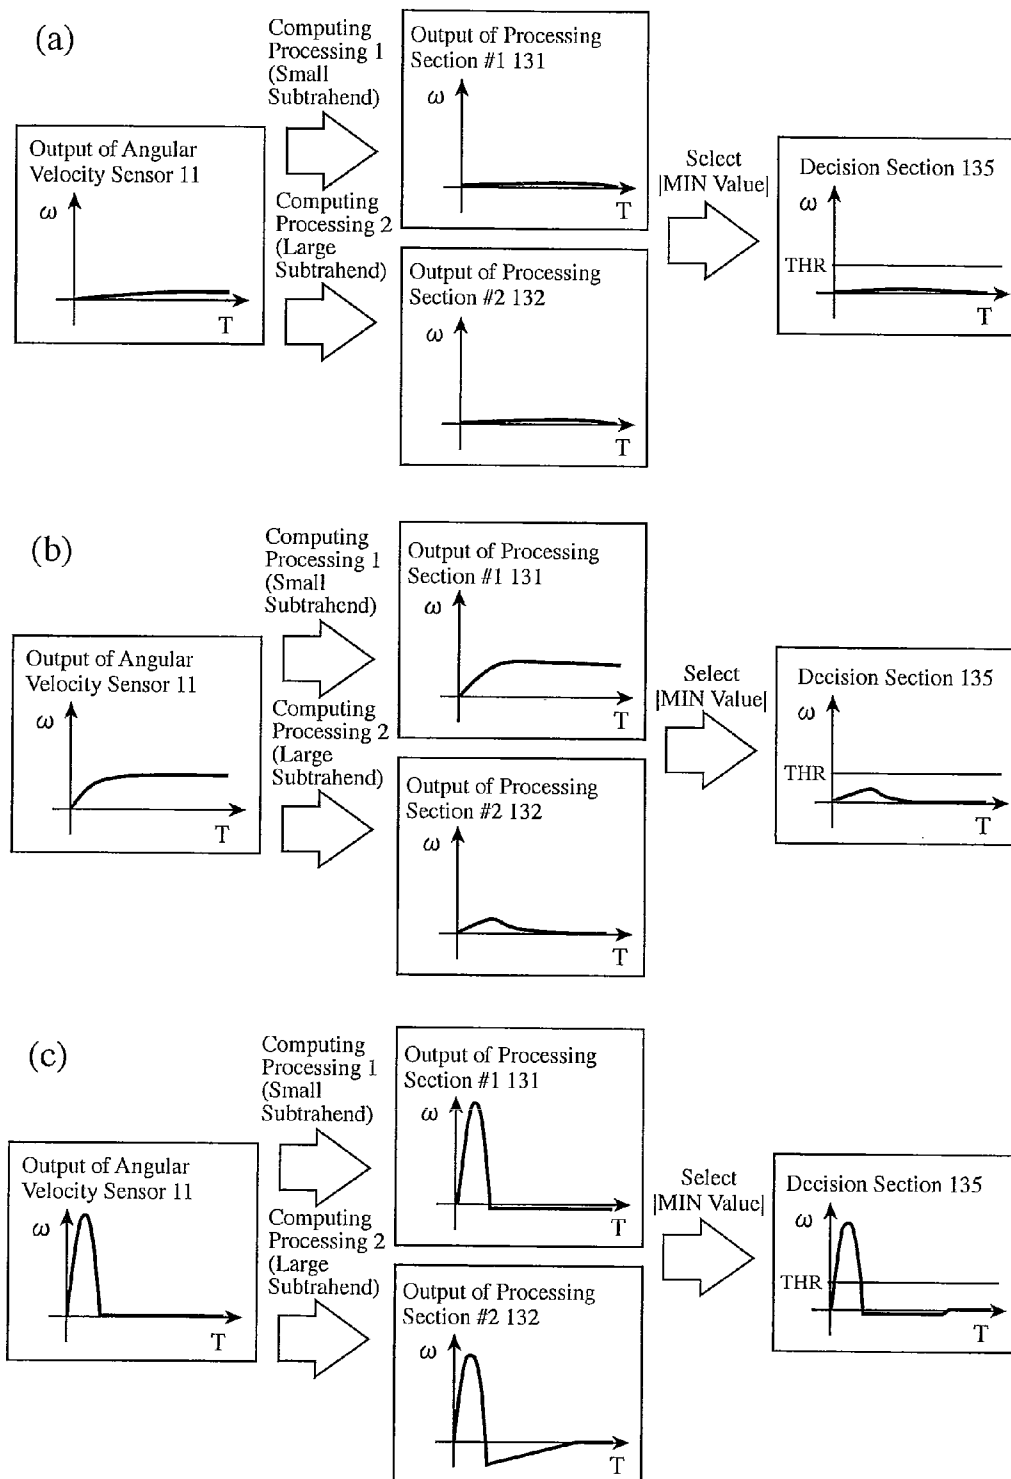 (a)
Computing
Processing 1
(Small
Subtrahend)
Output of Processing
Section #1 131
ω
T
Output of Angular
Velocity Sensor 11
ω
T
Computing
Processing 2
(Large
Subtrahend)
Output of Processing
Section #2 132
ω
T
Select
|MIN Value|
Decision Section 135
ω
THR
T
(b)
Computing
Processing 1
(Small
Subtrahend)
Output of Processing
Section #1 131
ω
T
Output of Angular
Velocity Sensor 11
ω
T
Computing
Processing 2
(Large
Subtrahend)
Output of Processing
Section #2 132
ω
T
Select
|MIN Value|
Decision Section 135
ω
THR
T
(c)
Computing
Processing 1
(Small
Subtrahend)
Output of Processing
Section #1 131
ω
T
Output of Angular
Velocity Sensor 11
ω
T
Computing
Processing 2
(Large
Subtrahend)
Output of Processing
Section #2 132
ω
T
Select
|MIN Value|
Decision Section 135
ω
THR
T